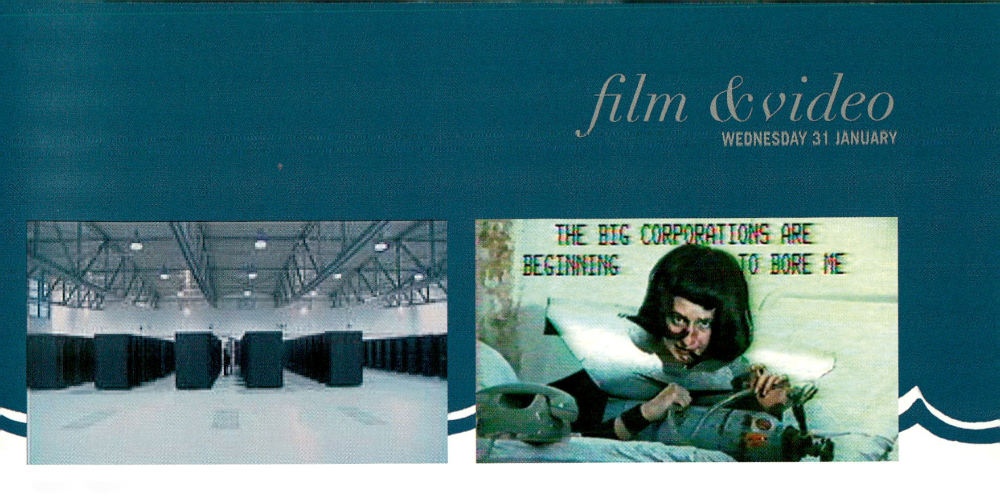 film & video
WEDNESDAY 31 JANUARY
THE BIG CORPORATIONS ARE
BEGINNING TO BORE ME